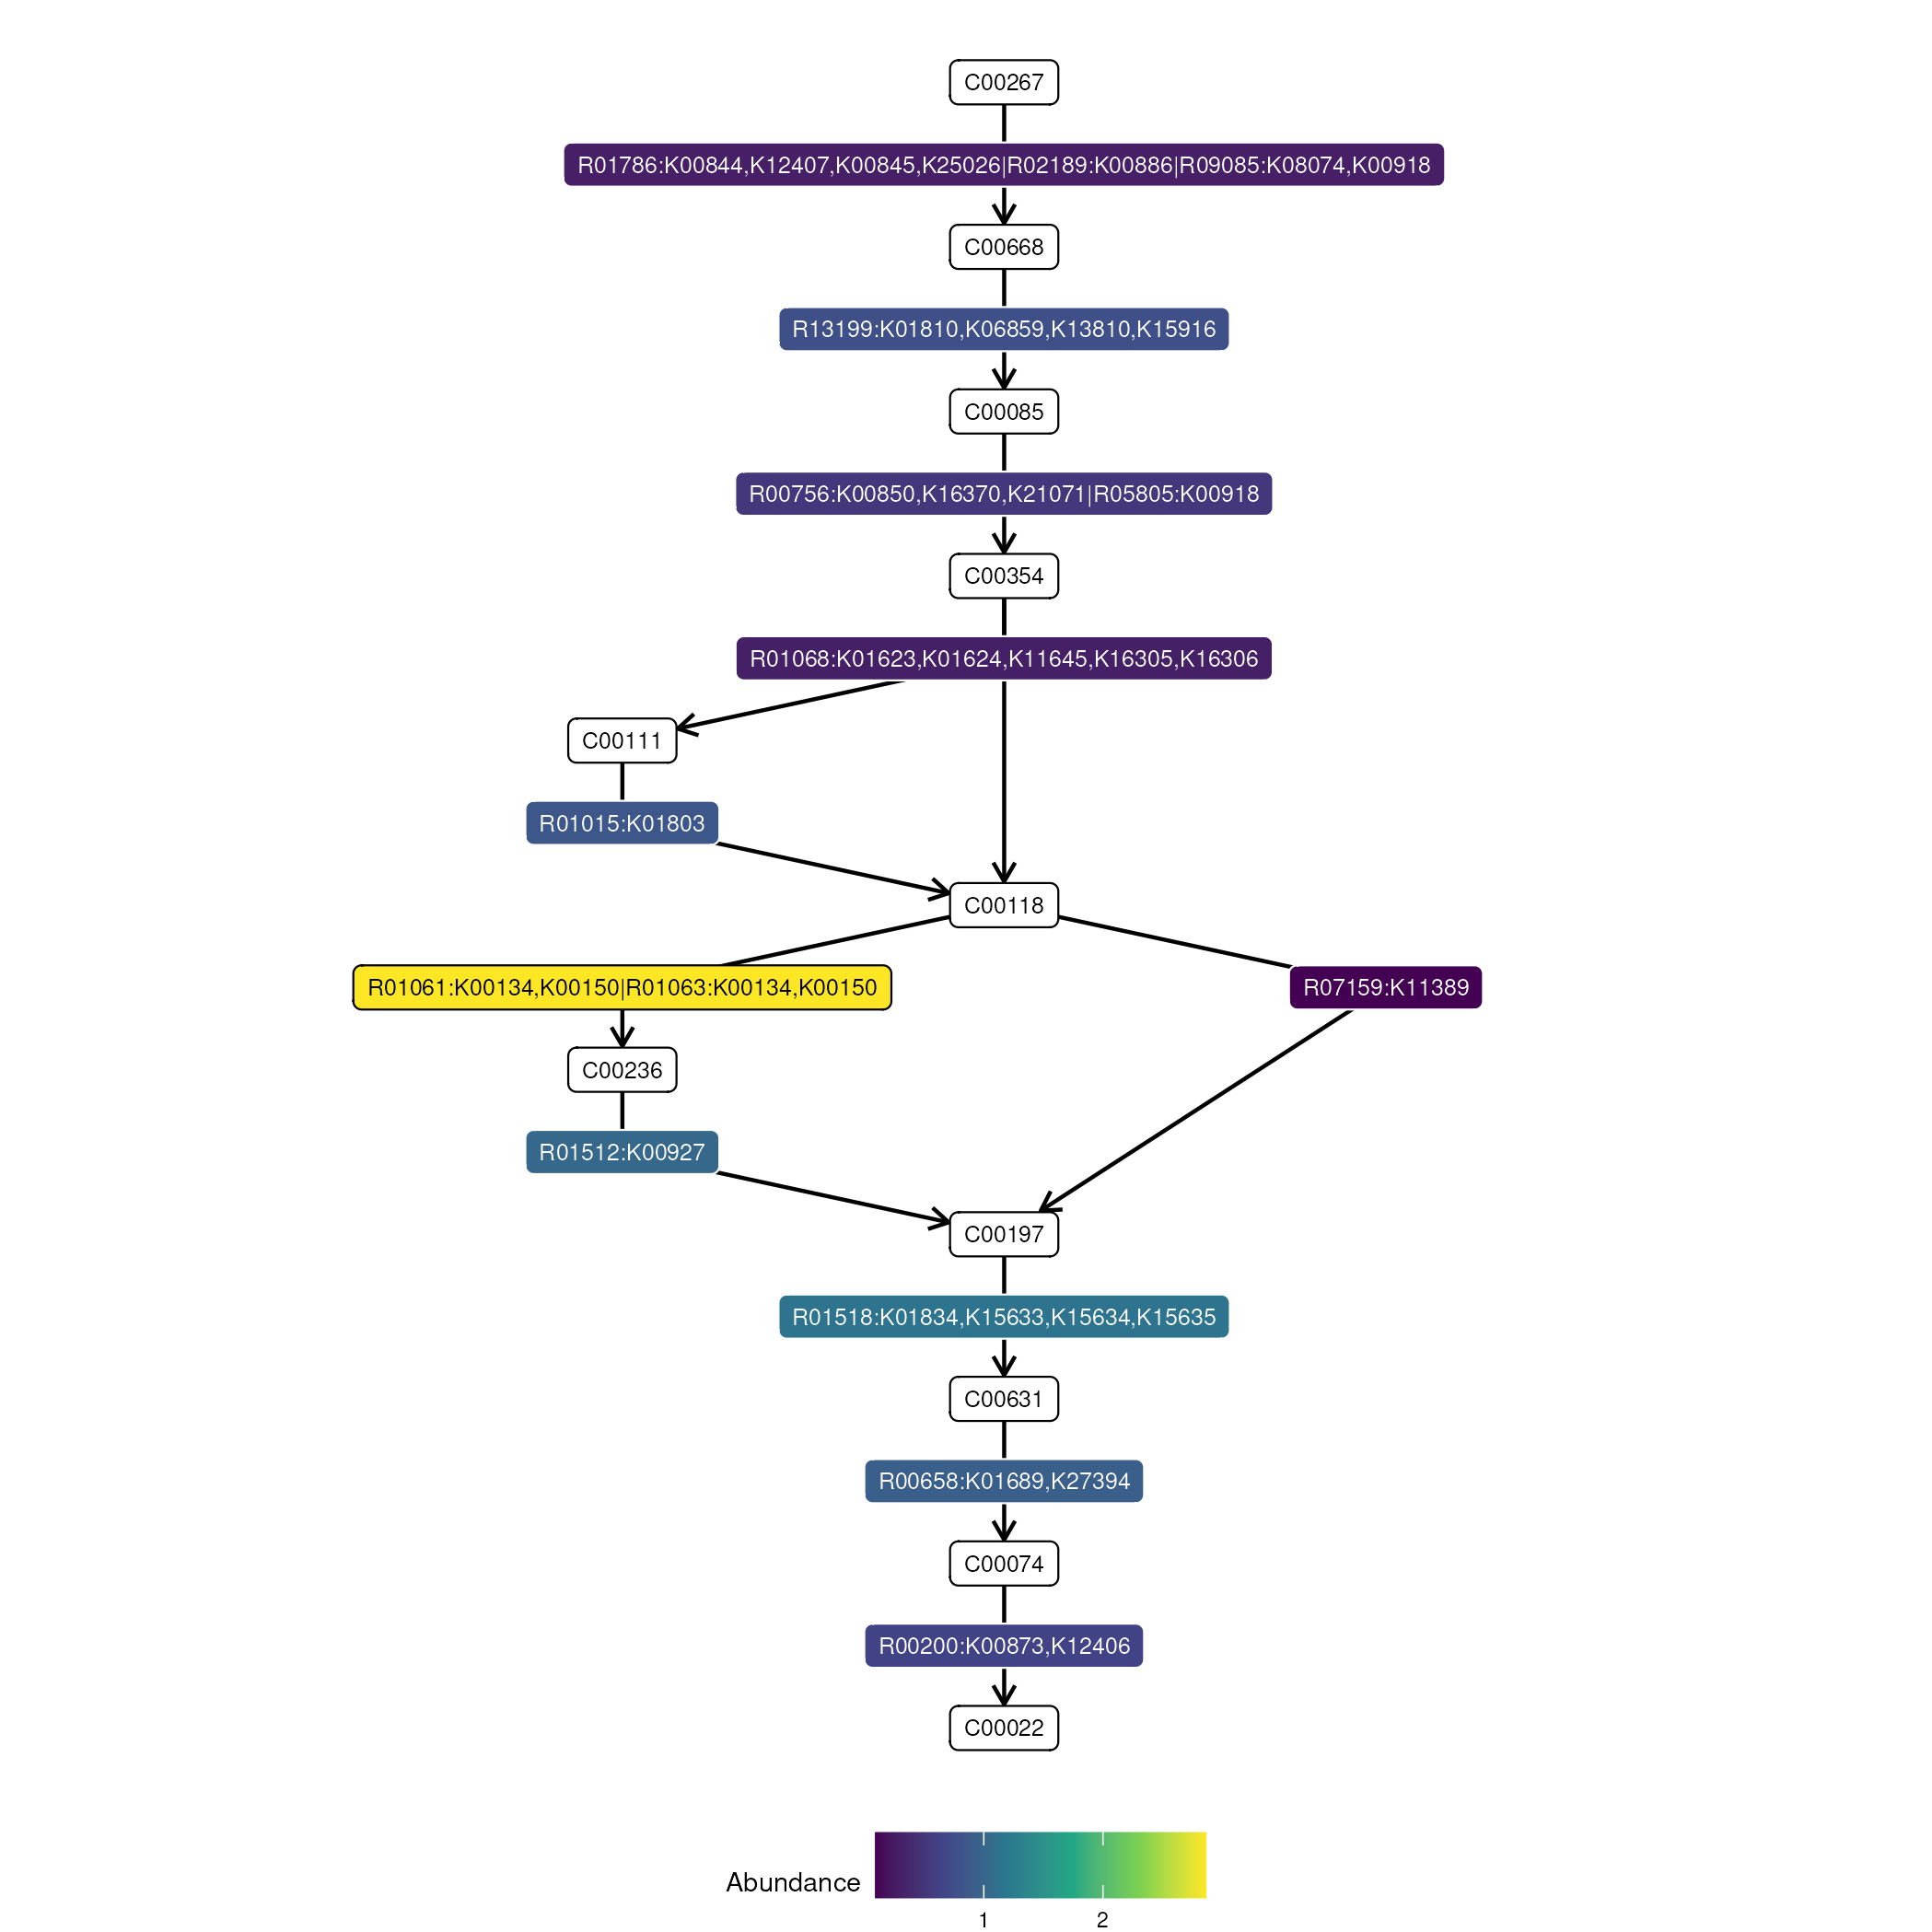 C00267
R01786:K00844,K12407,K00845,K25026|R02189:K00886|R09085:K08074,K00918
C00668
R13199:K01810,K06859,K13810,K15916
C00085
R00756:K00850,K16370,K21071|R05805:K00918
C00354
R01068:K01623,K01624,K11645,K16305,K16306
C00111
R01015:K01803
C00118
R01061:K00134,K00150|R01063:K00134,K00150
R07159:K11389
C00236
R01512:K00927
C00197
R01518:K01834,K15633,K15634,K15635
C00631
R00658:K01689,K27394
C00074
R00200:K00873,K12406
C00022
Abundance
1 2